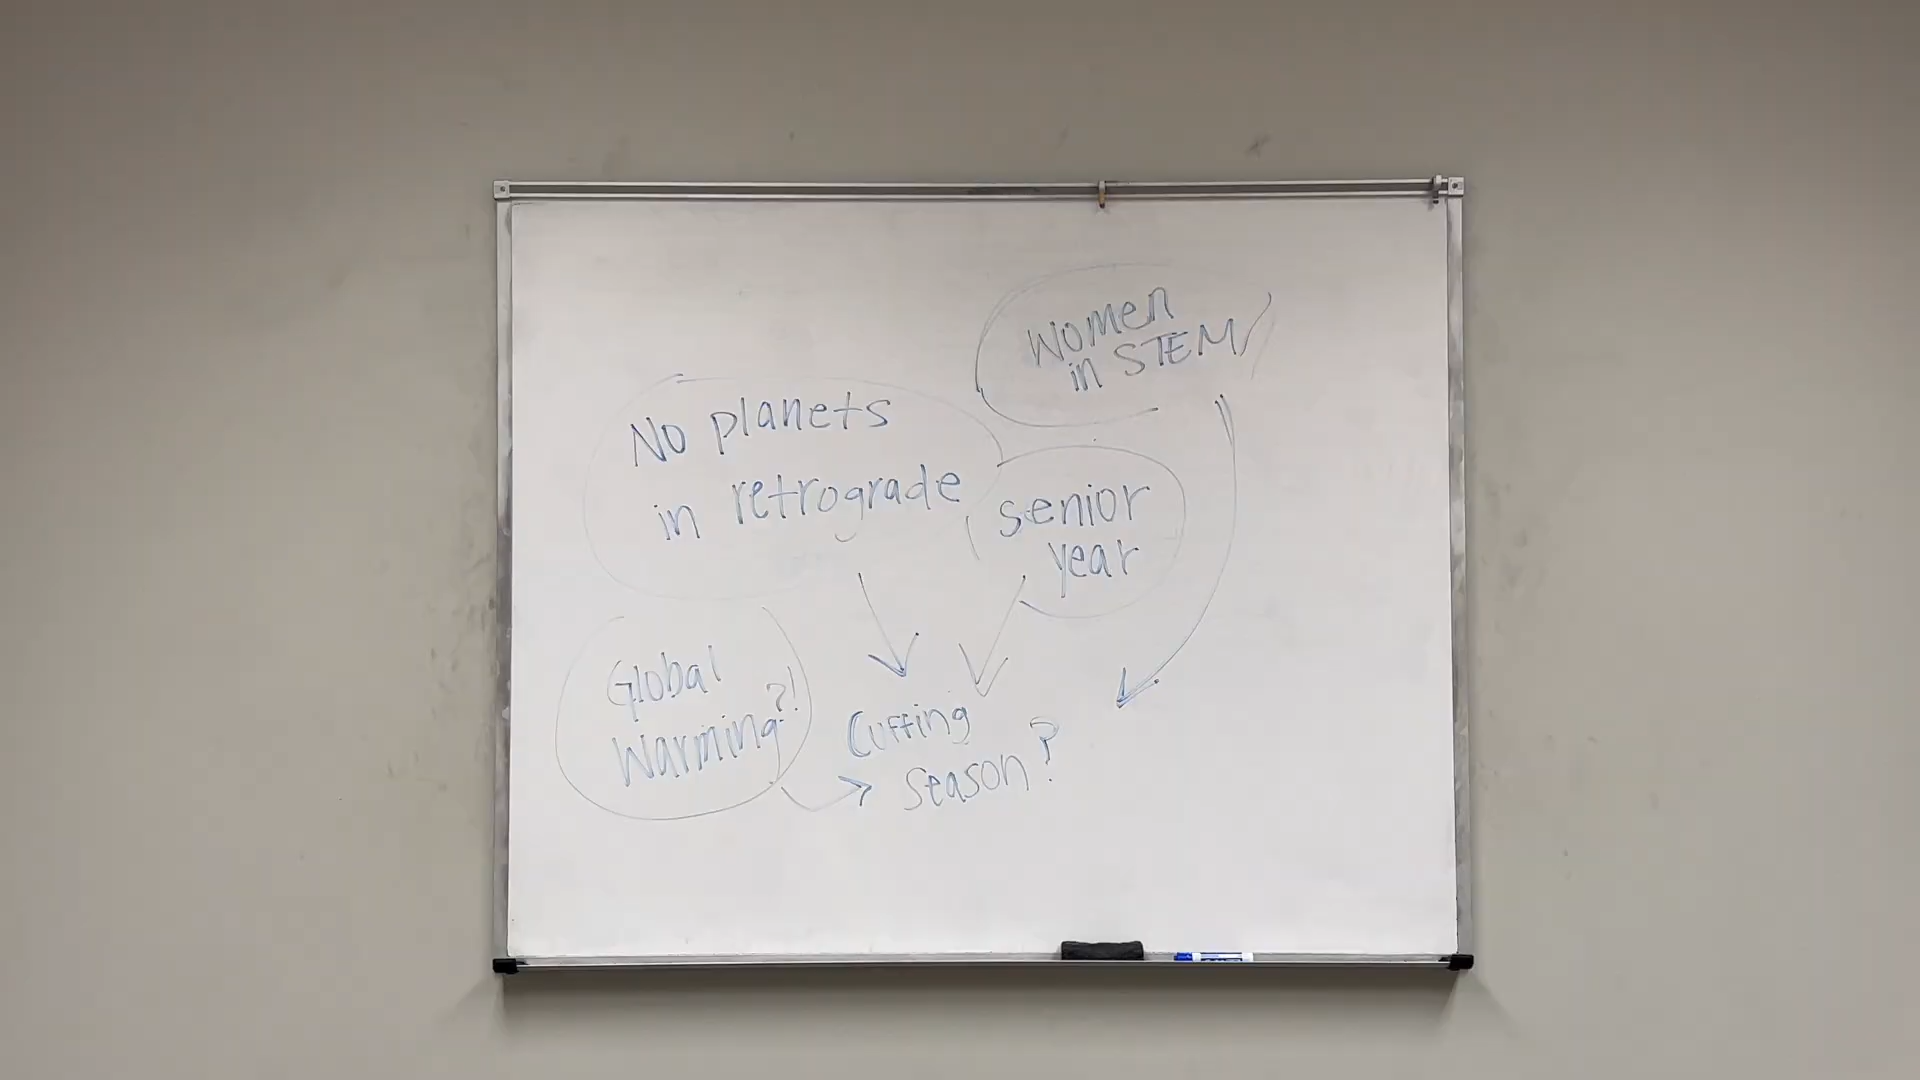 Women
in STEM
No planets
in retrograde
senior
year
Global
Warming?!
Cuffing
season?